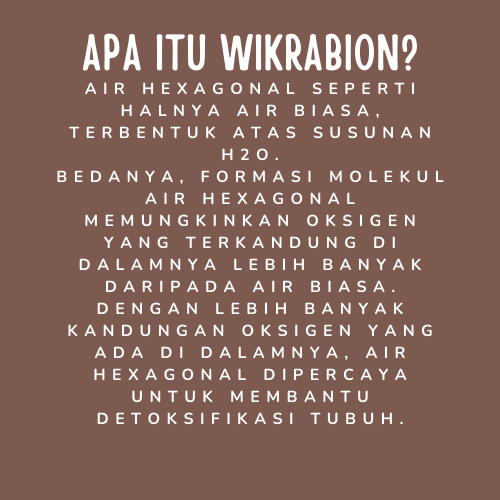 APA ITU WIKRABION?
AIR HEXAGONAL SEPERTI
HALNYA AIR BIASA,
TERBENTUK ATAS SUSUNAN
H2O.
BEDANYA, FORMASI MOLEKUL
AIR HEXAGONAL
MEMUNGKINKAN OKSIGEN
YANG TERKANDUNG DI
DALAMNYA LEBIH BANYAK
DARIPADA AIR BIASA.
DENGAN LEBIH BANYAK
KANDUNGAN OKSIGEN YANG
ADA DI DALAMNYA, AIR
HEXAGONAL DIPERCAYA
UNTUK MEMBANTU
DETOKSIFIKASI TUBUH.